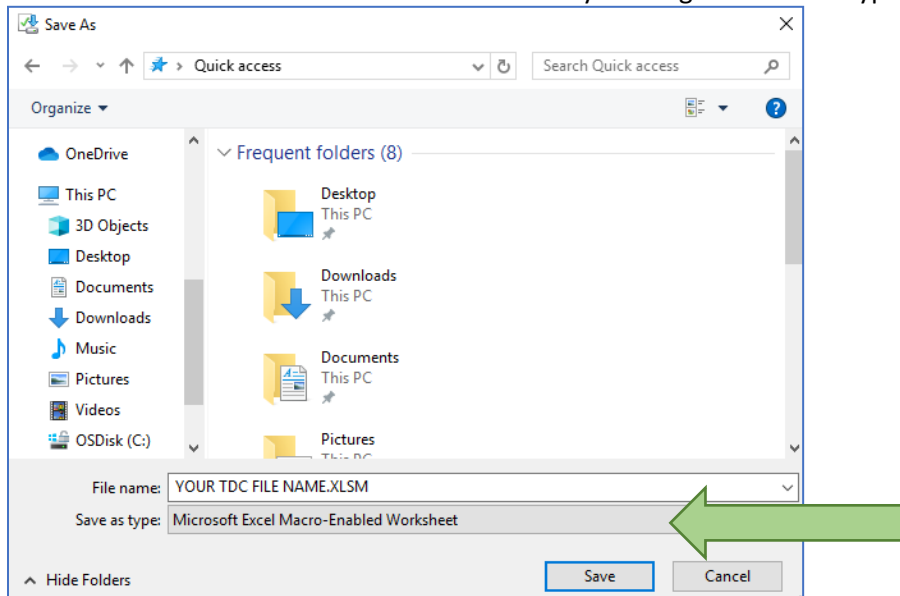 Save As
Quick access
Search Quick access
Organize
OneDrive
This PC
3D Objects
Desktop
Documents
Downloads
Music
Pictures
Videos
OSDisk (C:)
Frequent folders (8)
Desktop
This PC
Downloads
This PC
Documents
This PC
Pictures
This PC
File name: YOUR TDC FILE NAME.XLSM
Save as type: Microsoft Excel Macro-Enabled Worksheet
Hide Folders
Save
Cancel